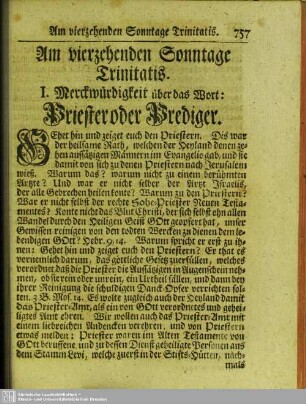 Am vierzehenden Sonntage Trinitatis. 757
Am vierzehenden Sonntage
Trinitatis.
I. Merckwürdigkeit über das Wort:
Priester oder Prediger.
GEhet hin und zeiget euch den Priestern. Dis war
der heilsame Rath, welchen der Heyland denen ze-
hen aussätzigen Männern im Evangelio gab, und sie
damit von sich zu denen Priestern nach Jerusalem
wieß. Warum das? warum nicht zu einem berühmten
Arzte? Und war er nicht selber der Arzt Israelis,
der alle Gebrechen heilen konte? Warum zu den Priestern?
War er nicht selbst der rechte Hohe-Priester Neuen Testa-
mentes? Konte nicht das Blut Christi, der sich selbst ohn allen
Wandel durch den Heiligen Geist GOtt geopfert hat, unser
Gewissen reinigen von den todten Wercken zu dienen dem le-
bendigen GOtt? Hebr. 9, 14. Warum spricht er erst zu ih-
nen: Gehet hin und zeiget euch den Priestern? Er that es
vornemlich darum, das göttliche Gesetz zu erfüllen, welches
verordnet daß die Priester die Aussätzigen in Augenschein neh-
men, ob sie rein oder unrein, ein Urtheil fällen, und dann bey
ihrer Reinigung die schuldigen Danck-Opfer verrichten sol-
ten. 3 B. Mos. 14. Es wolte zugleich auch der Heyland damit
das Priester-Amt, als ein von GOtt verordnetes und gehei-
ligtes Amt ehren. Wir wollen auch das Priester-Amt mit
einem liebreichen Andencken verehren, und von Priestern
etwas melden: Priester waren im Alten Testamente von
GOtt beruffene und zu dessen Dienst geheiligte Personen aus
dem Stamm Levi, welche zuerst in der Stifts-Hütten, nach-
mals